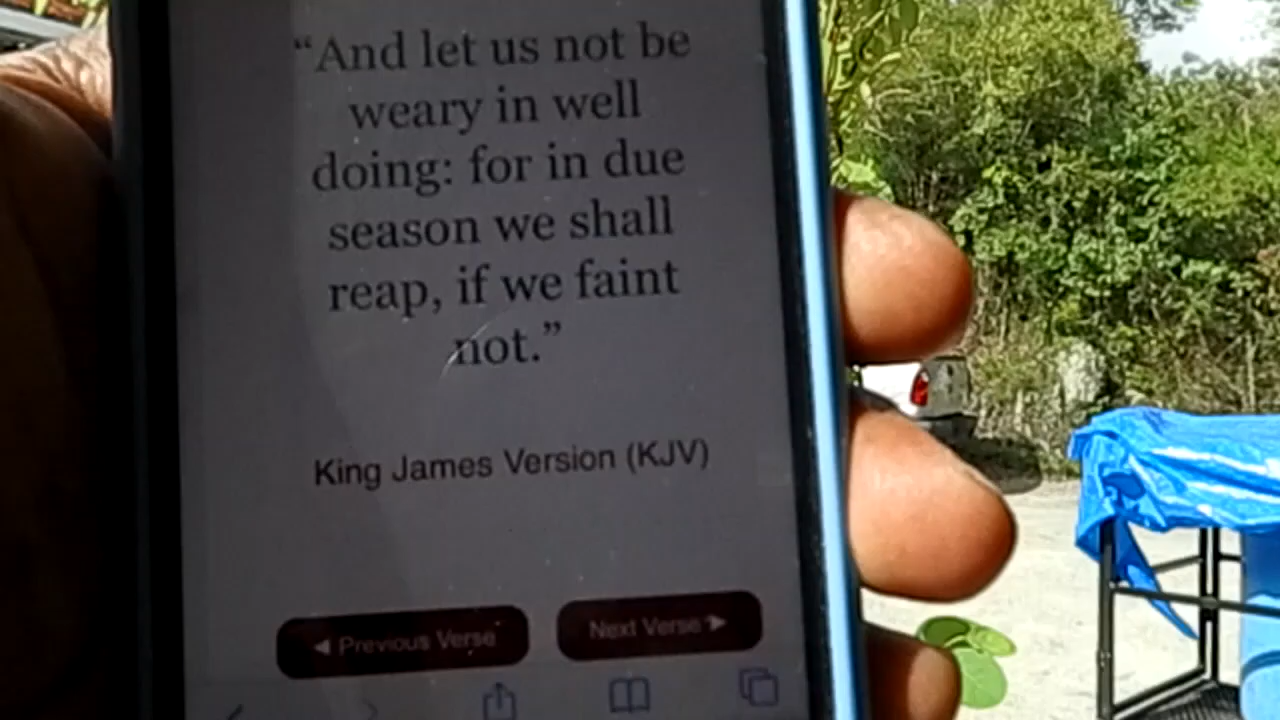 “And let us not be
weary in well
doing: for in due
season we shall
reap, if we faint
not.”
King James Version (KJV)
◄ Previous Verse
Next Verse ►